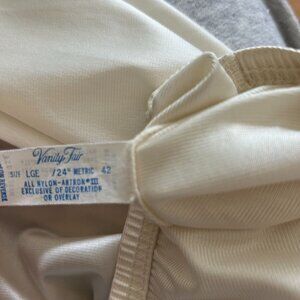 Vanity Fair
SIZE LGE /24" METRIC 42
ALL NYLON-ANTRON® III
EXCLUSIVE OF DECORATION
OR OVERLAY